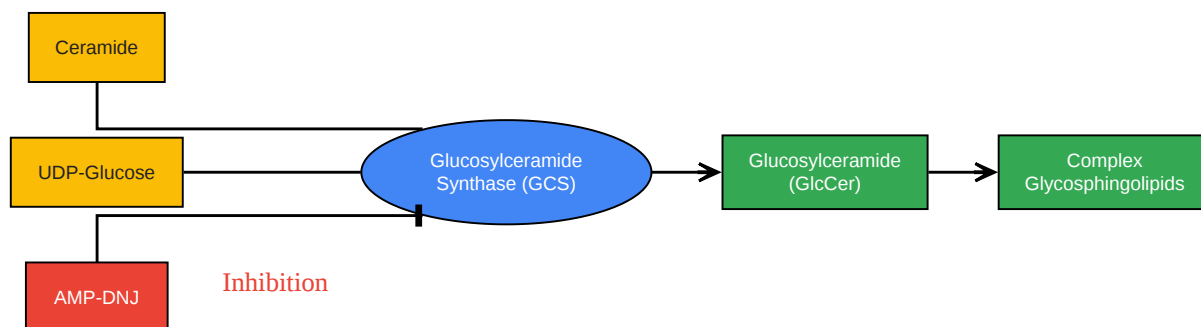 Ceramide
UDP-Glucose
AMP-DNJ
Inhibition
Glucosylceramide
Synthase (GCS)
Glucosylceramide
(GlcCer)
Complex
Glycosphingolipids